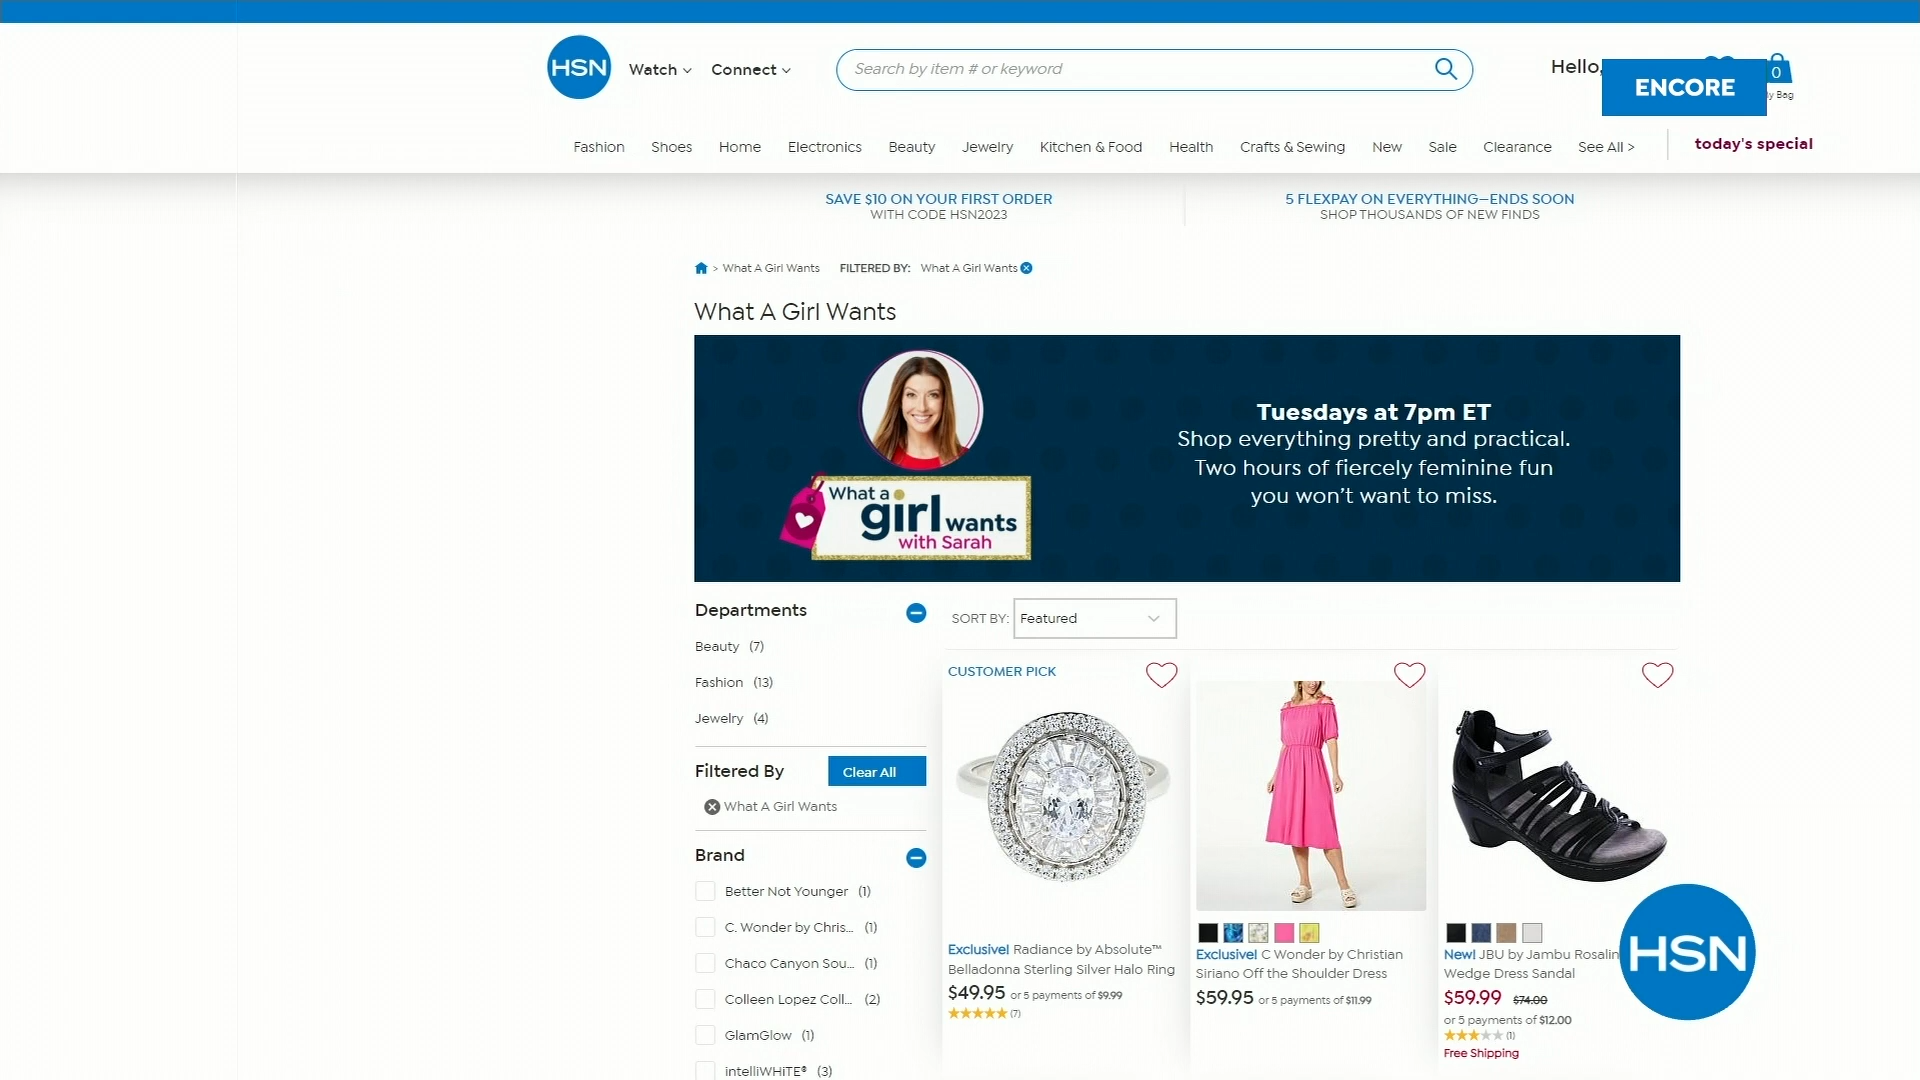 HSN
Watch
Connect
Search by item # or keyword
Hello,
ENCORE
0
y Bag
Fashion
Shoes
Home
Electronics
Beauty
Jewelry
Kitchen & Food
Health
Crafts & Sewing
New
Sale
Clearance
See All >
today's special
SAVE $10 ON YOUR FIRST ORDER
WITH CODE HSN2023
5 FLEXPAY ON EVERYTHING—ENDS SOON
SHOP THOUSANDS OF NEW FINDS
> What A Girl Wants FILTERED BY: What A Girl Wants
What A Girl Wants
What a
girl wants
with Sarah
Tuesdays at 7pm ET
Shop everything pretty and practical.
Two hours of fiercely feminine fun
you won't want to miss.
Departments
Beauty (7)
Fashion (13)
Jewelry (4)
Filtered By
Clear All
What A Girl Wants
Brand
Better Not Younger (1)
C. Wonder by Chris... (1)
Chaco Canyon Sou... (1)
Colleen Lopez Coll... (2)
GlamGlow (1)
intelliWHiTE® (3)
SORT BY: Featured
CUSTOMER PICK
Exclusive! Radiance by Absolute™
Belladonna Sterling Silver Halo Ring
$49.95 or 5 payments of $9.99
(7)
Exclusive! C Wonder by Christian
Siriano Off the Shoulder Dress
$59.95 or 5 payments of $11.99
New! JBU by Jambu Rosalin
Wedge Dress Sandal
$59.99 $74.00
or 5 payments of $12.00
(1)
Free Shipping
HSN